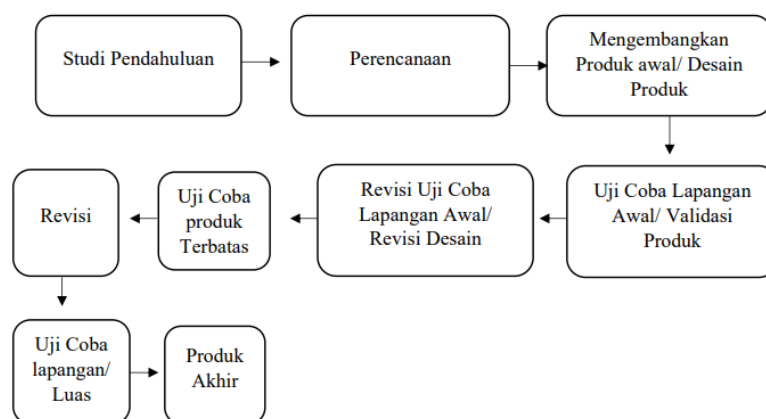 Studi Pendahuluan
Perencanaan
Mengembangkan
Produk awal/ Desain
Produk
Uji Coba Lapangan
Awal/ Validasi
Produk
Revisi Uji Coba
Lapangan Awal/
Revisi Desain
Uji Coba
produk
Terbatas
Revisi
Uji Coba
lapangan/
Luas
Produk
Akhir